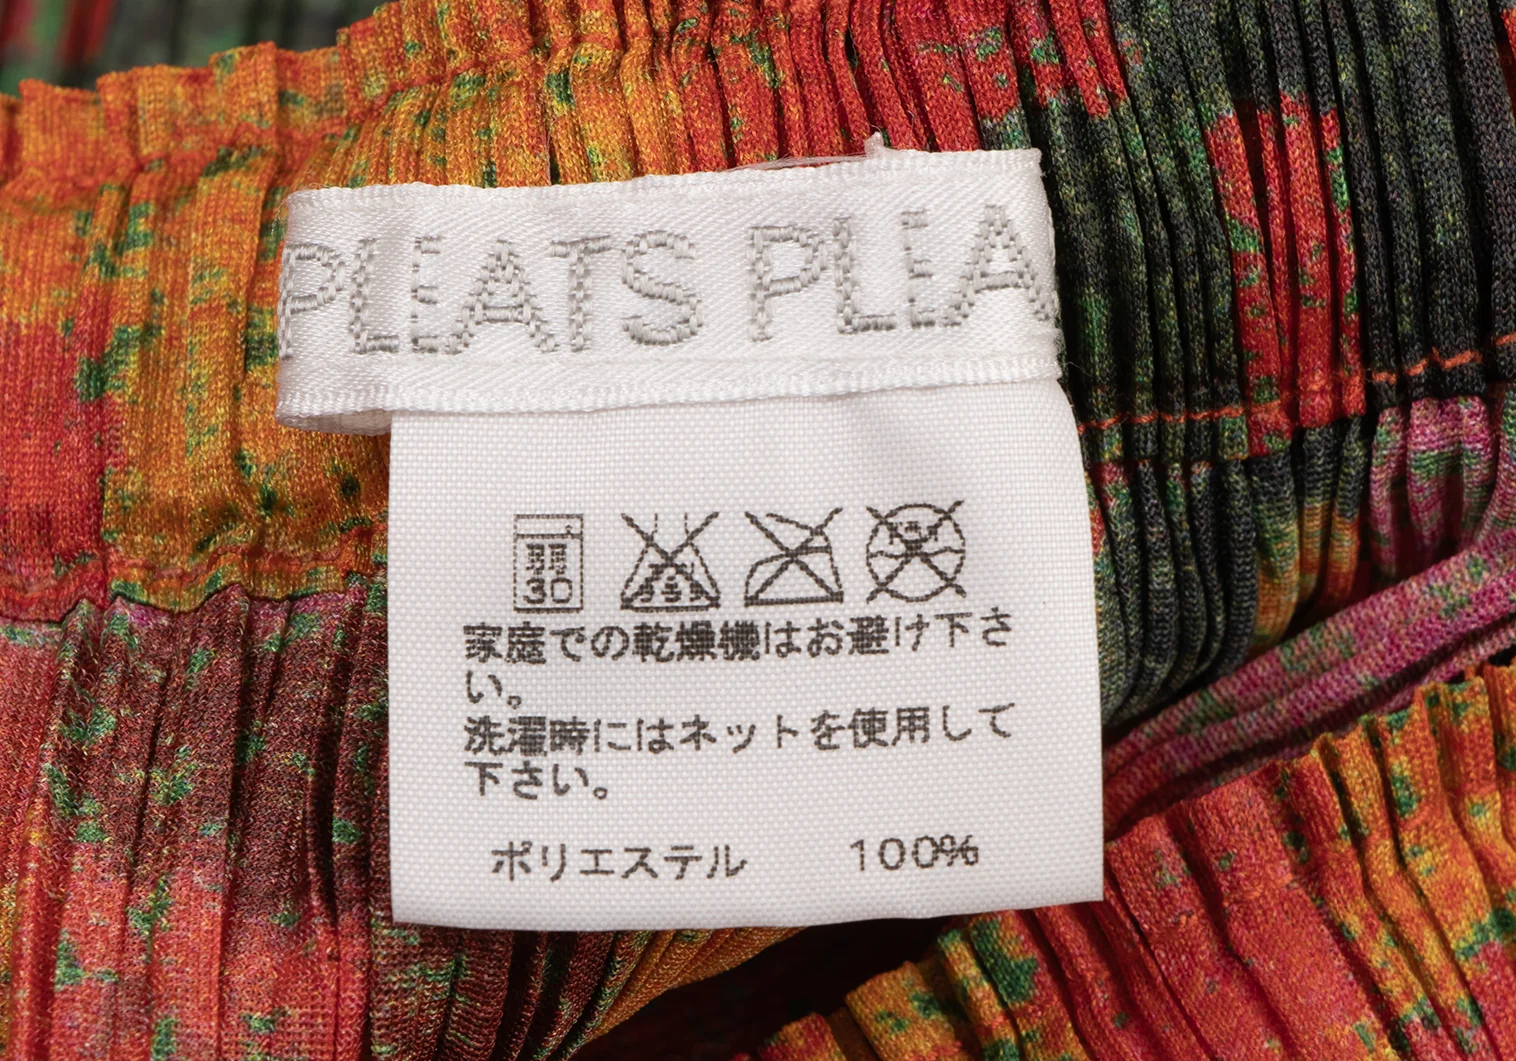 PLEATS PLEA
弱
30
家庭での乾燥機はお避け下さ
い。
洗濯時にはネットを使用して
下さい。
ポリエステル 100%